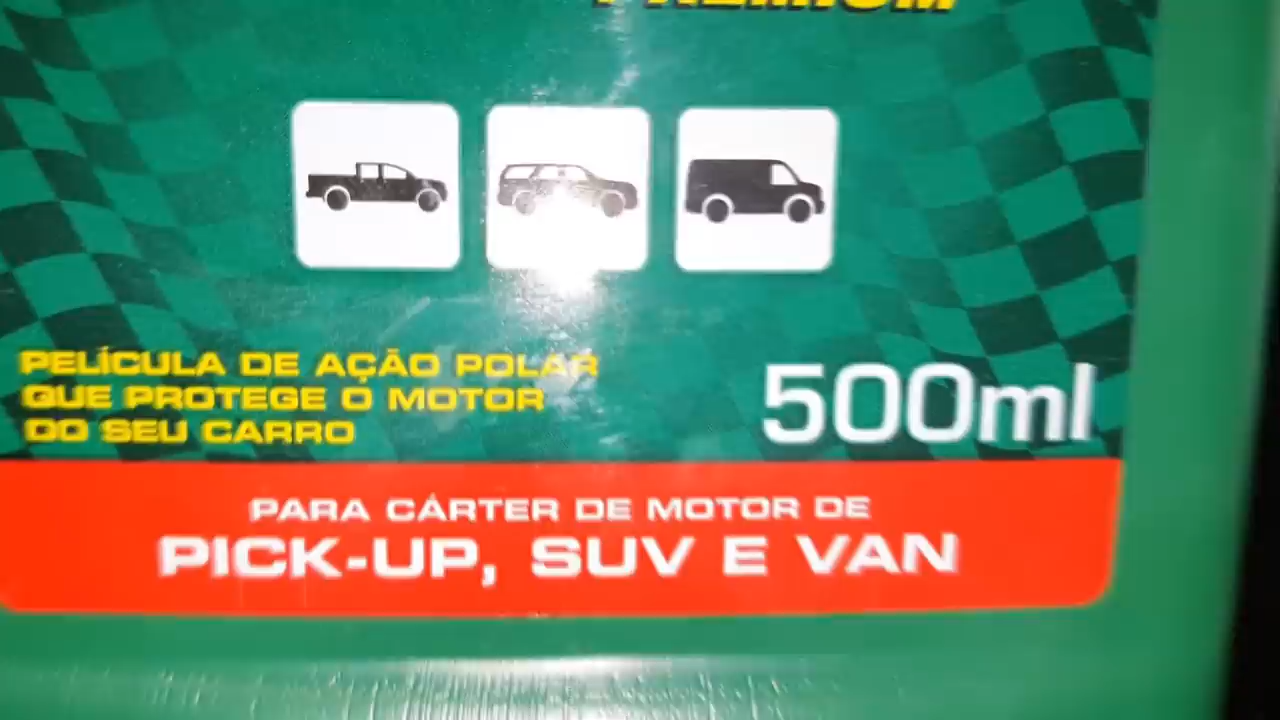 PREMIUM
PELÍCULA DE AÇÃO POLAR
QUE PROTEGE O MOTOR
DO SEU CARRO
500ml
PARA CÁRTER DE MOTOR DE
PICK-UP, SUV E VAN